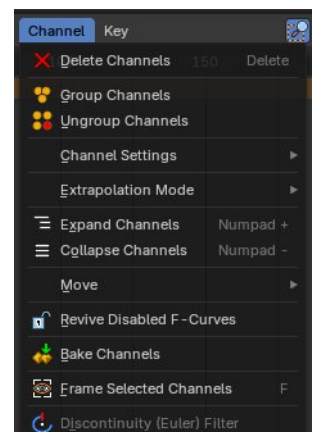 Channel Key
Delete Channels 150 Delete
Group Channels
Ungroup Channels
Channel Settings
Extrapolation Mode
Expand Channels Numpad +
Collapse Channels Numpad -
Move
Revive Disabled F-Curves
Bake Channels
Frame Selected Channels F
Discontinuity (Euler) Filter